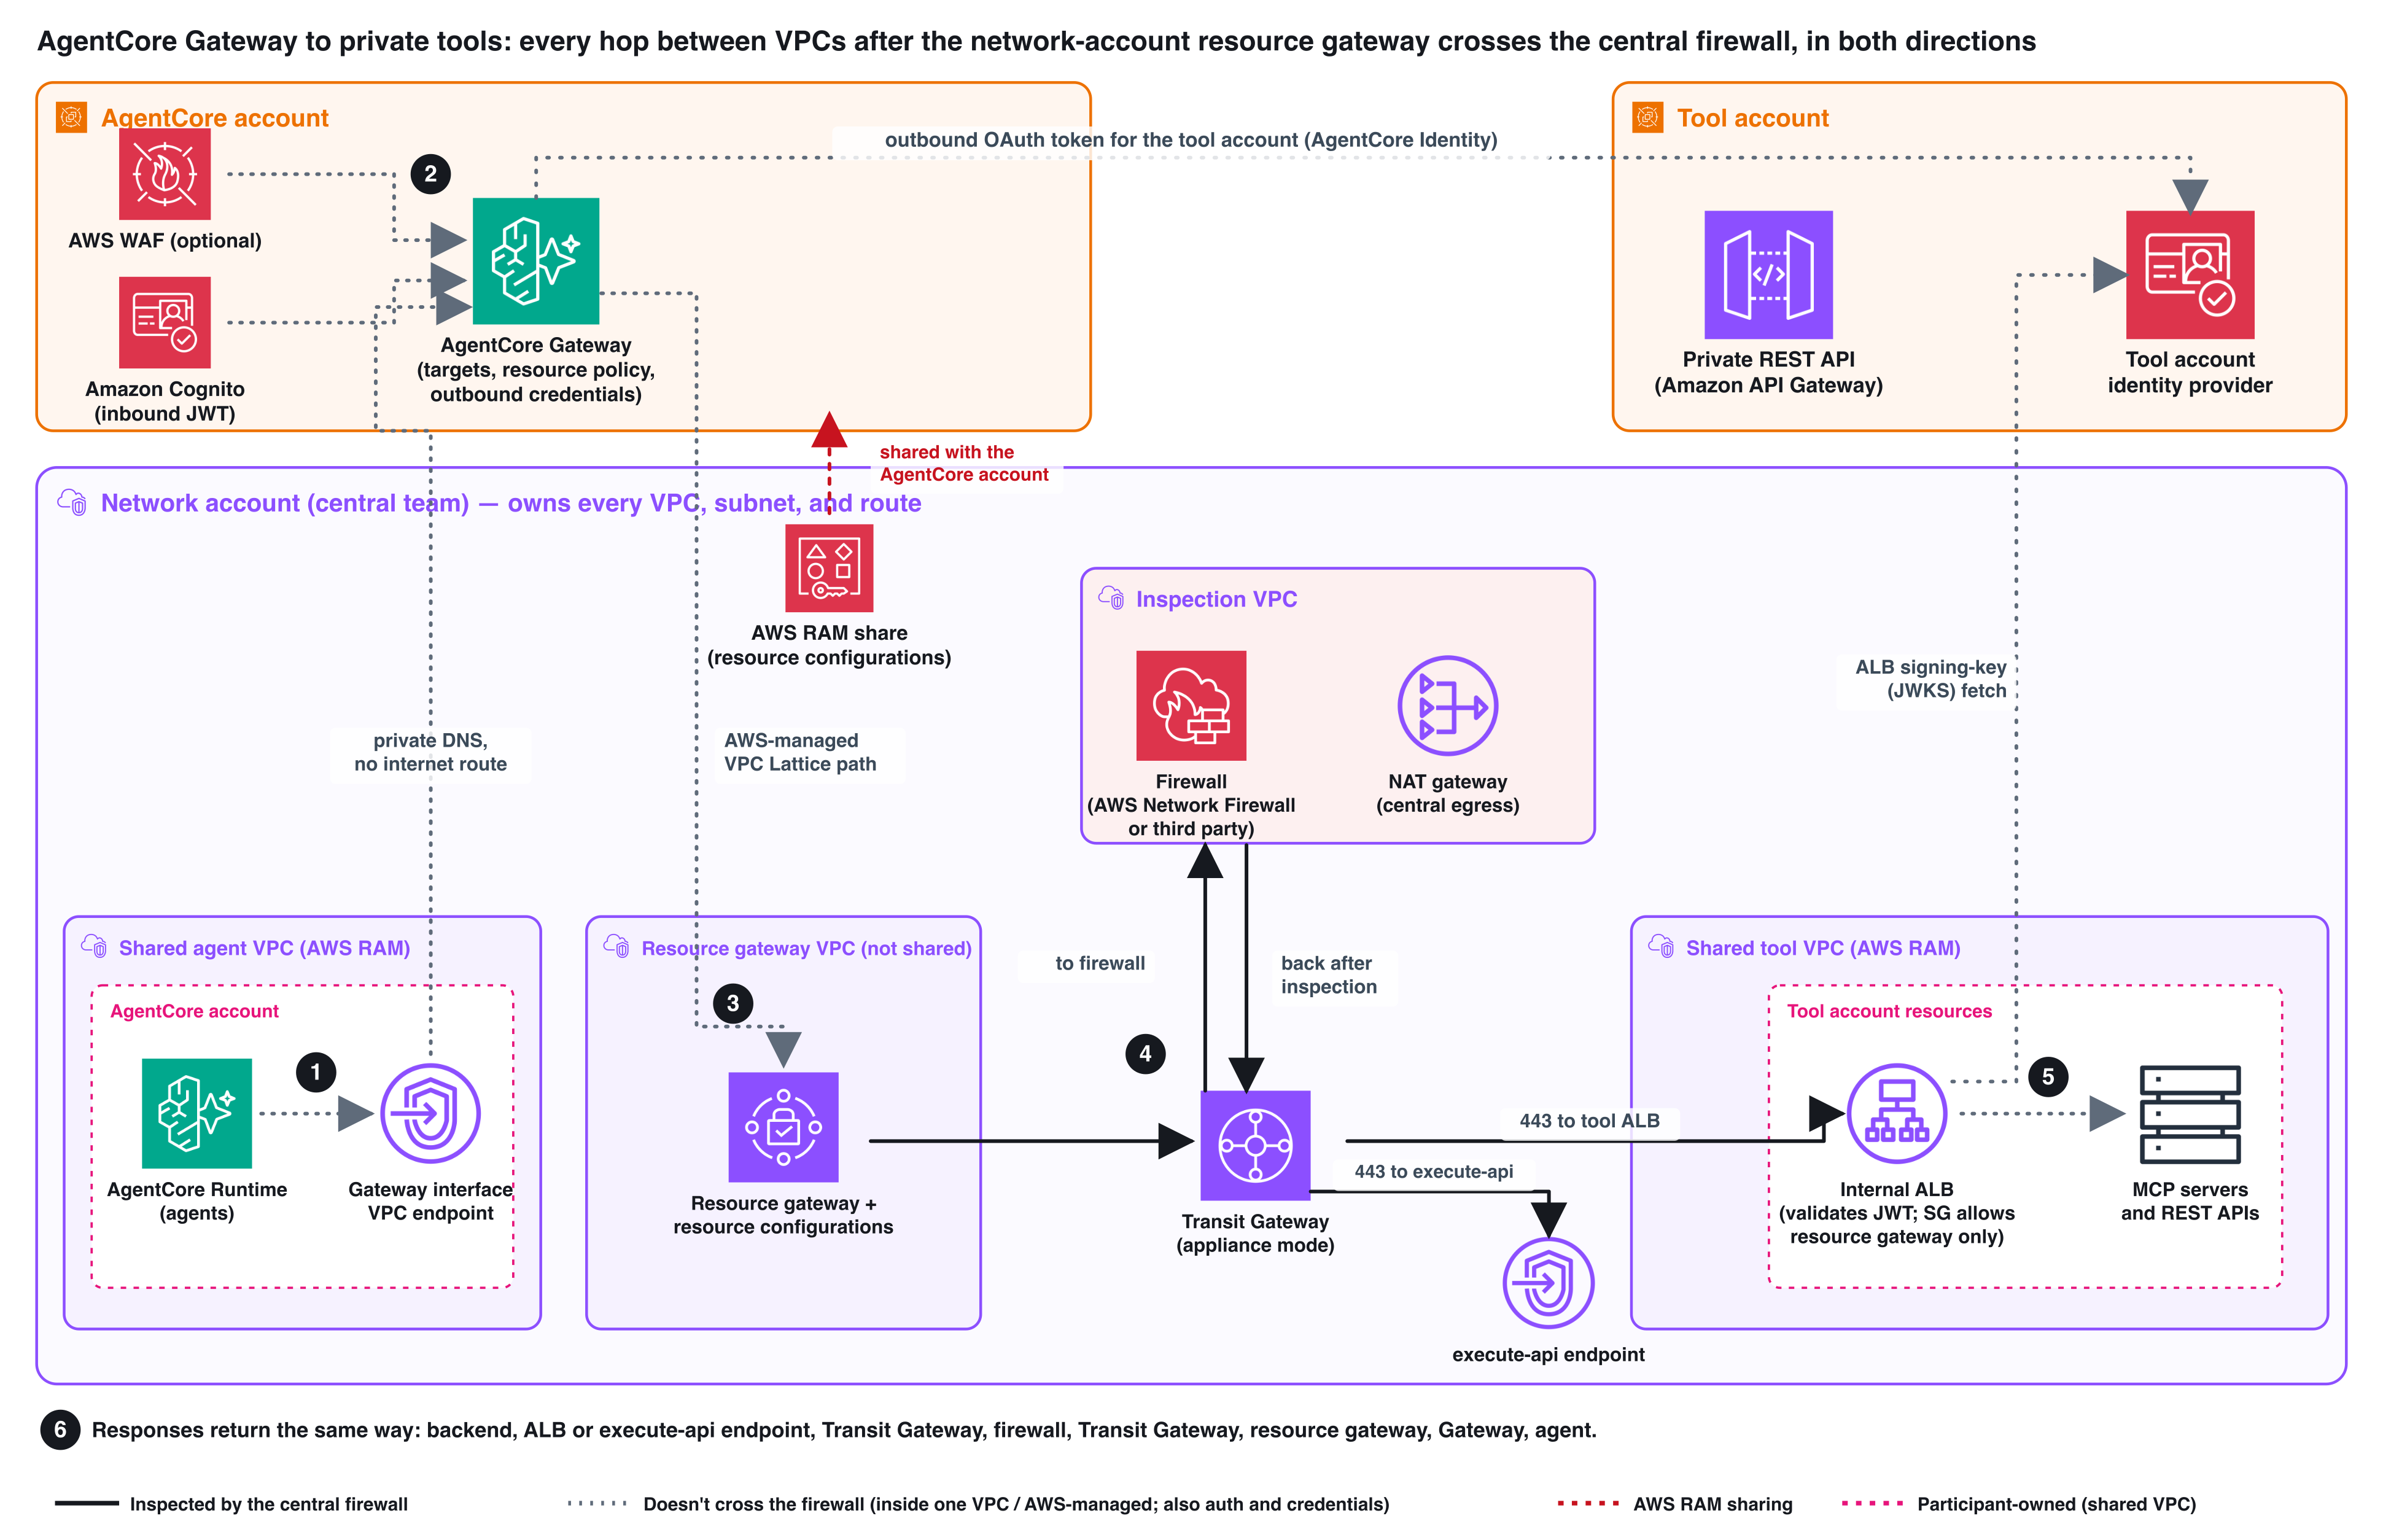 AgentCore Gateway to private tools: every hop between VPCs after the network-account resource gateway crosses the central firewall, in both directions
AgentCore account
AWS WAF (optional)
2
Amazon Cognito
(inbound JWT)
AgentCore Gateway
(targets, resource policy,
outbound credentials)
outbound OAuth token for the tool account (AgentCore Identity)
Tool account
Private REST API
(Amazon API Gateway)
Tool account
identity provider
shared with the
AgentCore account
Network account (central team) — owns every VPC, subnet, and route
AWS RAM share
(resource configurations)
Inspection VPC
Firewall
(AWS Network Firewall
or third party)
NAT gateway
(central egress)
ALB signing-key
(JWKS) fetch
private DNS,
no internet route
AWS-managed
VPC Lattice path
Shared agent VPC (AWS RAM)
AgentCore account
1
AgentCore Runtime
(agents)
Gateway interface
VPC endpoint
Resource gateway VPC (not shared)
3
Resource gateway +
resource configurations
to firewall
back after
inspection
4
Transit Gateway
(appliance mode)
443 to tool ALB
443 to execute-api
execute-api endpoint
Shared tool VPC (AWS RAM)
Tool account resources
5
Internal ALB
(validates JWT; SG allows
resource gateway only)
MCP servers
and REST APIs
6 Responses return the same way: backend, ALB or execute-api endpoint, Transit Gateway, firewall, Transit Gateway, resource gateway, Gateway, agent.
Inspected by the central firewall
Doesn't cross the firewall (inside one VPC / AWS-managed; also auth and credentials)
AWS RAM sharing
Participant-owned (shared VPC)